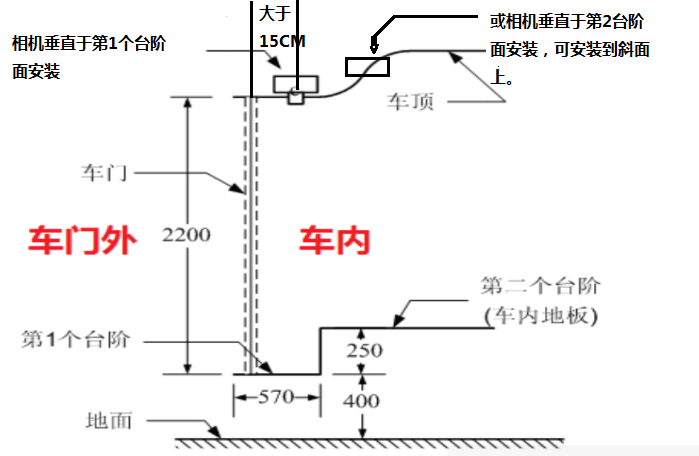 大于
15CM
相机垂直于第1个台阶
面安装
或相机垂直于第2台阶
面安装，可安装到斜面
上。
车顶
车门
车门外
2200
车内
第二个台阶
(车内地板)
第1个台阶
250
570
400
地面